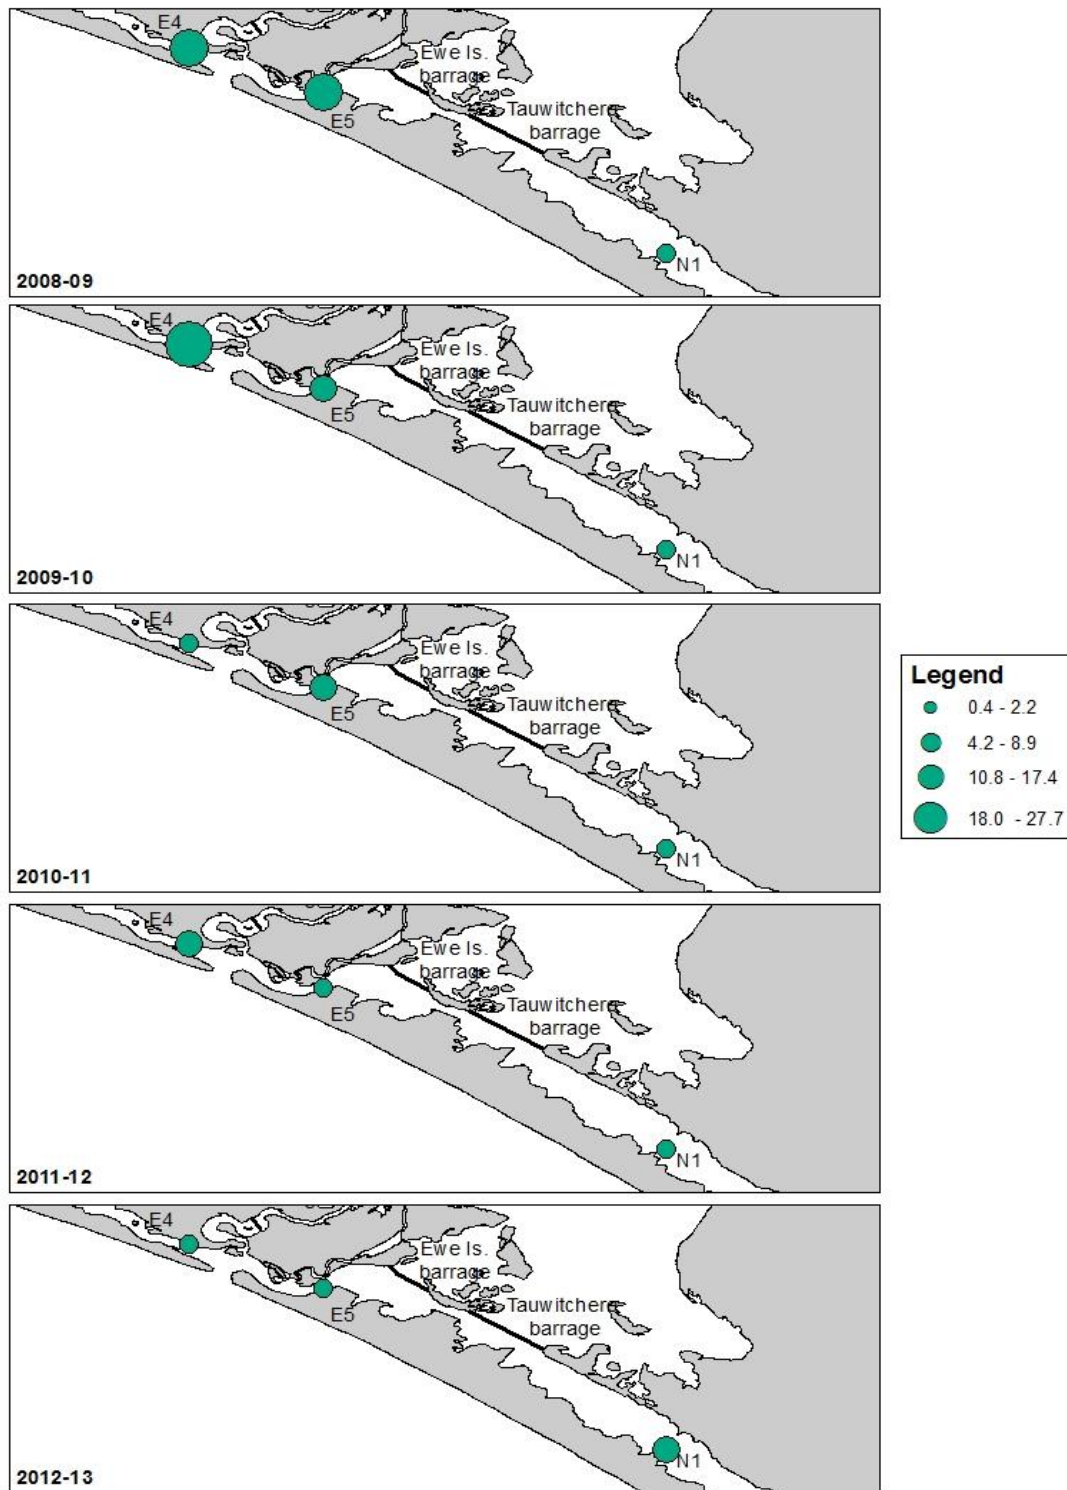 E4
Ewe Is.
barrage
Tauwitchere
barrage
E5
N1
2008-09
E4
Ewe Is.
barrage
Tauwitchere
barrage
E5
N1
2009-10
E4
Ewe Is.
barrage
Tauwitchere
barrage
E5
N1
2010-11
Legend
0.4 - 2.2
4.2 - 8.9
10.8 - 17.4
18.0 - 27.7
E4
Ewe Is.
barrage
Tauwitchere
barrage
E5
N1
2011-12
E4
Ewe Is.
barrage
Tauwitchere
barrage
E5
N1
2012-13